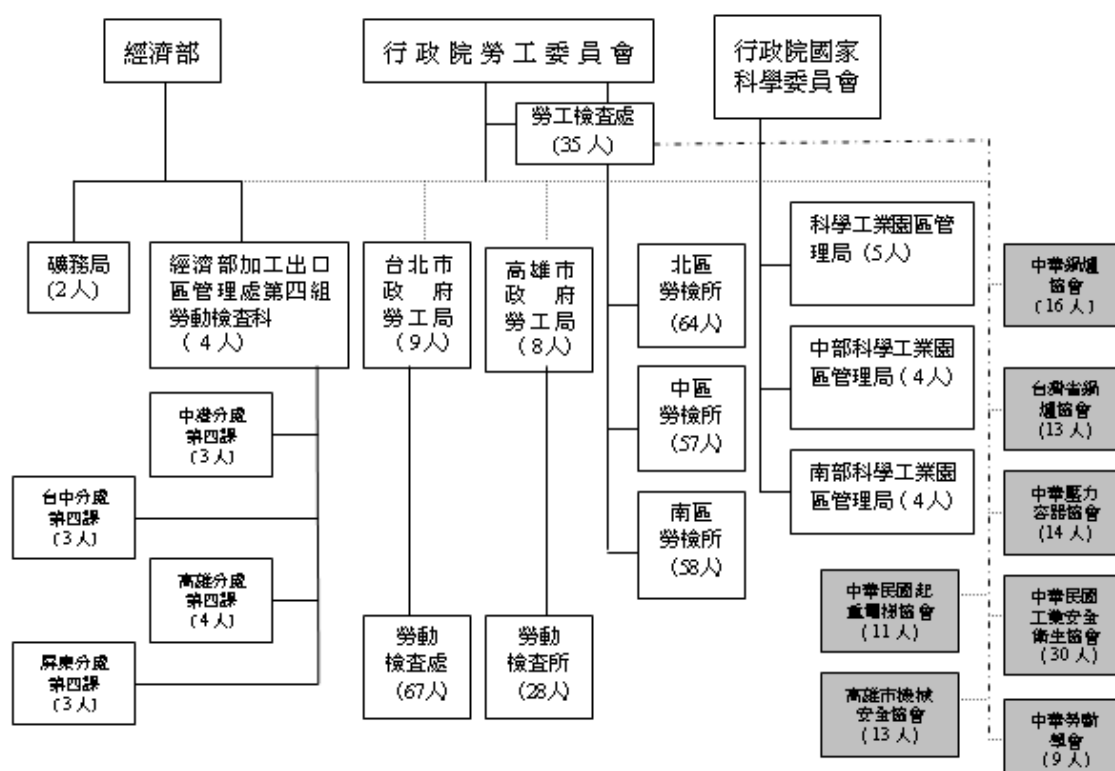 經濟部
行政院勞工委員會
行政院國家
科學委員會
勞工檢查處
(35人)
礦務局
(2人)
經濟部加工出口
區管理處第四組
勞動檢查科
(4人)
台北市
政府
勞工局
(9人)
高雄市
政府
勞工局
(8人)
北區
勞檢所
(64人)
中區
勞檢所
(57人)
南區
勞檢所
(58人)
科學工業園區管
理局 (5人)
中部科學工業園
區管理局(4人)
南部科學工業園
區管理局(4人)
中華鍋爐
協會
(16人)
台灣省鍋
爐協會
(13人)
中華壓力
容器協會
(14人)
中華民國
工業安全
衛生協會
(30人)
中華勞動
學會
(9人)
中華民國起
重電梯協會
(11人)
高雄市機械
安全協會
(13人)
中港分處
第四課
(3人)
台中分處
第四課
(3人)
高雄分處
第四課
(4人)
屏東分處
第四課
(3人)
勞動
檢查處
(67人)
勞動
檢查所
(28人)